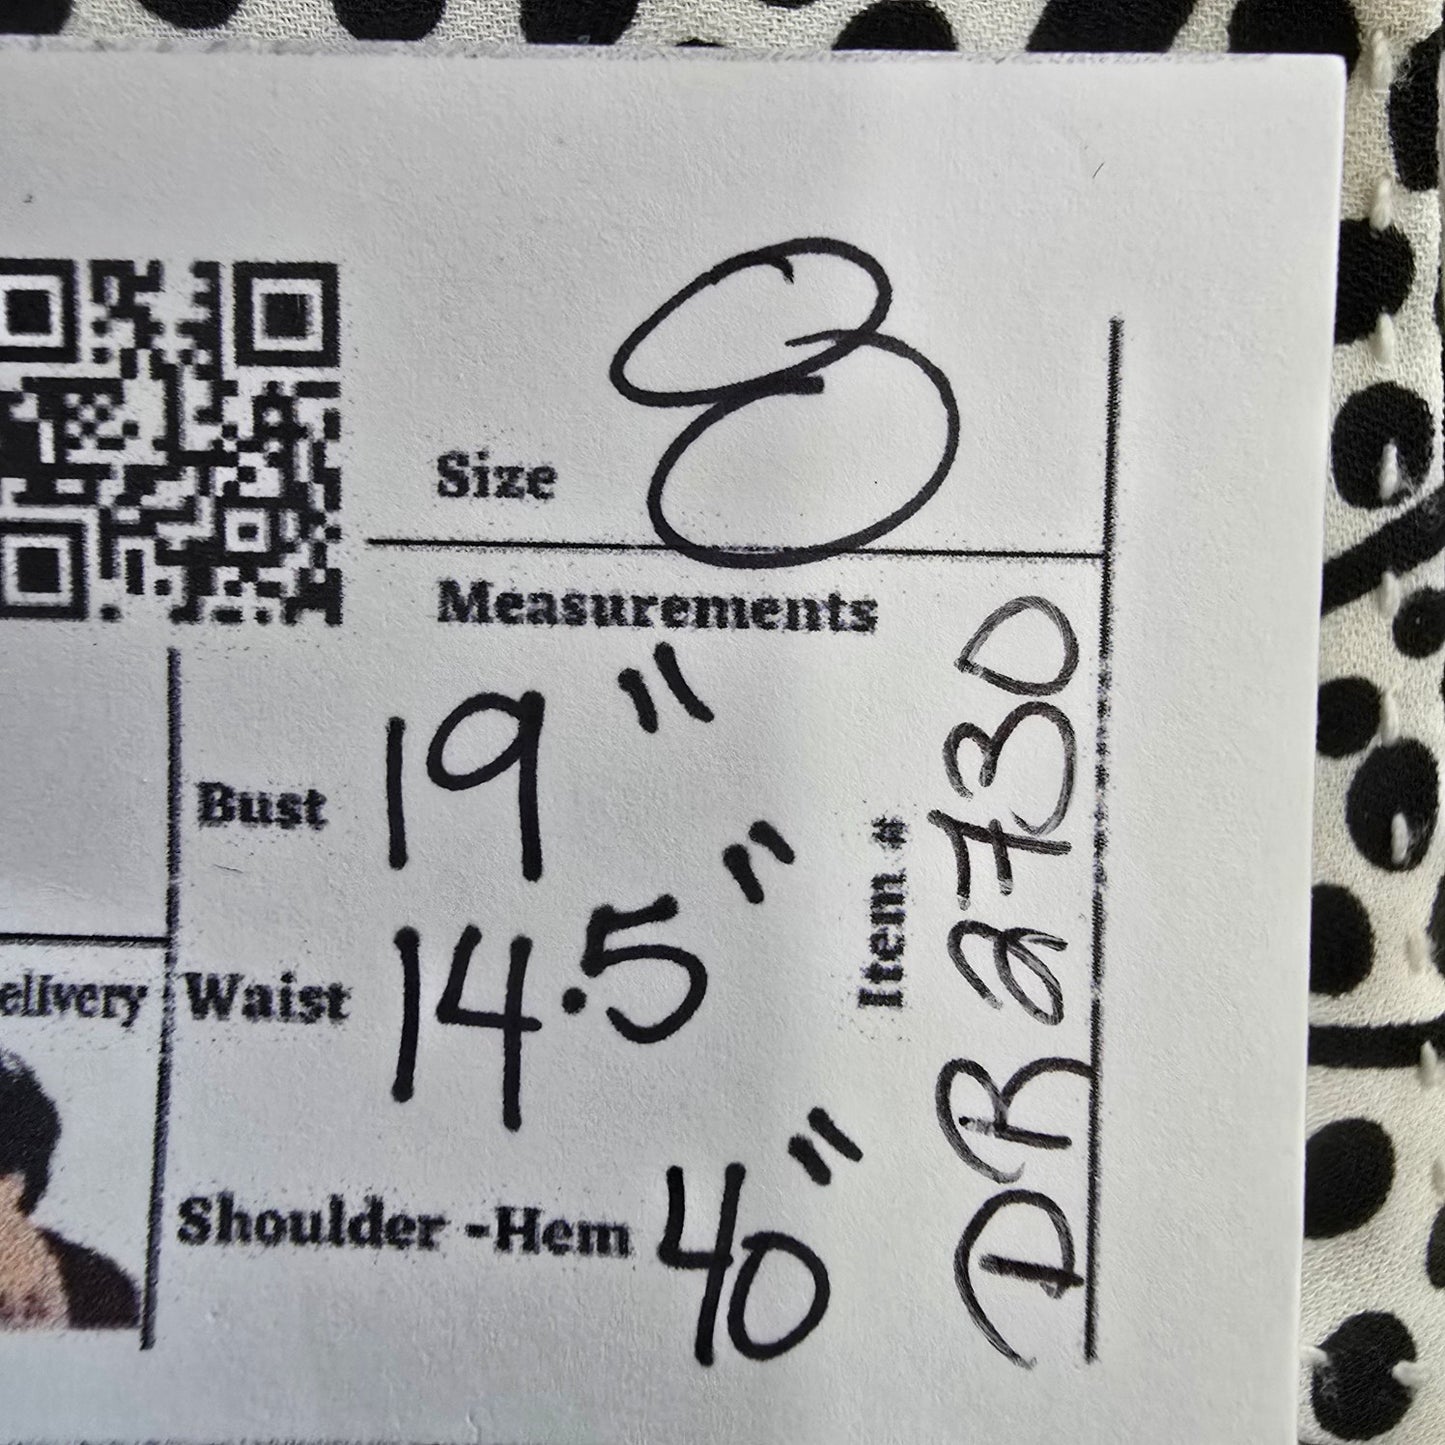 Size 8
Measurements
Bust 19"
Waist 14.5"
Shoulder -Hem 40"
Item # DR2730
elivery